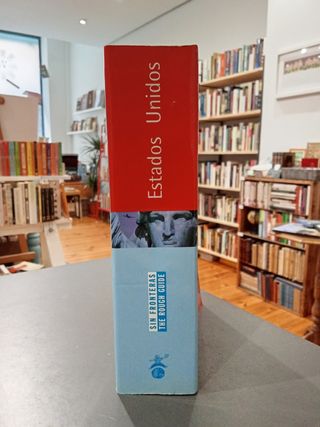 Estados Unidos
SIN FRONTERAS
THE ROUGH GUIDE